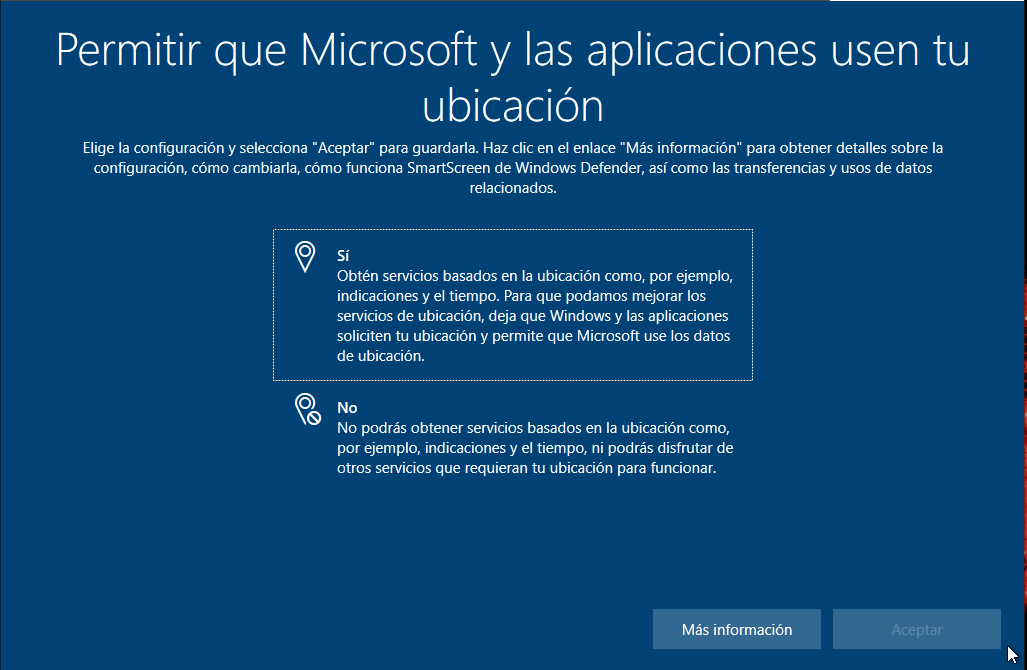 Permitir que Microsoft y las aplicaciones usen tu
ubicación
Elige la configuración y selecciona "Aceptar" para guardarla. Haz clic en el enlace "Más información" para obtener detalles sobre la
configuración, cómo cambiarla, cómo funciona SmartScreen de Windows Defender, así como las transferencias y usos de datos
relacionados.
Sí
Obtén servicios basados en la ubicación como, por ejemplo,
indicaciones y el tiempo. Para que podamos mejorar los
servicios de ubicación, deja que Windows y las aplicaciones
soliciten tu ubicación y permite que Microsoft use los datos
de ubicación.
No
No podrás obtener servicios basados en la ubicación como,
por ejemplo, indicaciones y el tiempo, ni podrás disfrutar de
otros servicios que requieran tu ubicación para funcionar.
Más información
Aceptar